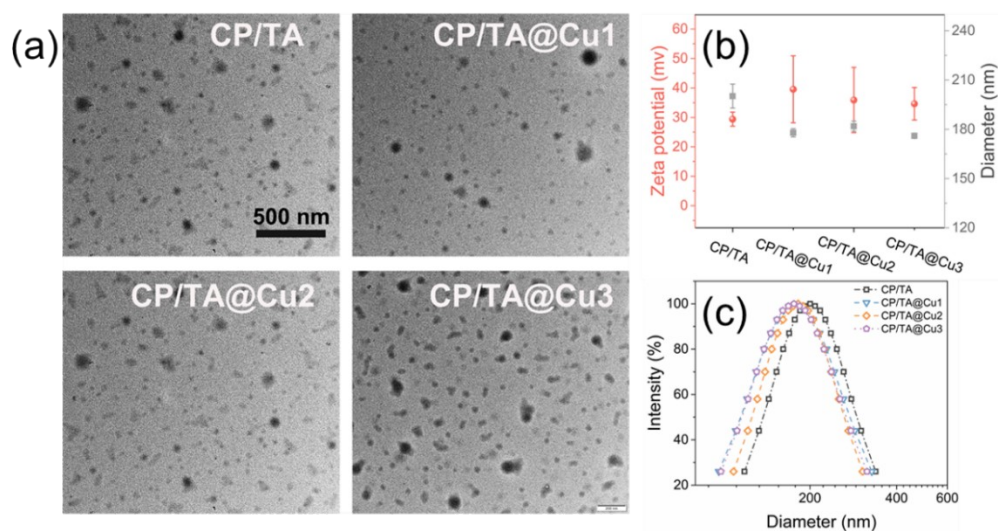 (a)
CP/TA
CP/TA@Cu1
500 nm
CP/TA@Cu2
CP/TA@Cu3
(b)
Zeta potential (mv)
60
50
40
30
20
10
0
240
210
180
150
120
Diameter (nm)
CP/TA
CP/TA@Cu1
CP/TA@Cu2
CP/TA@Cu3
(c)
Intensity (%)
100
80
60
40
20
CP/TA
CP/TA@Cu1
CP/TA@Cu2
CP/TA@Cu3
200
400
600
Diameter (nm)